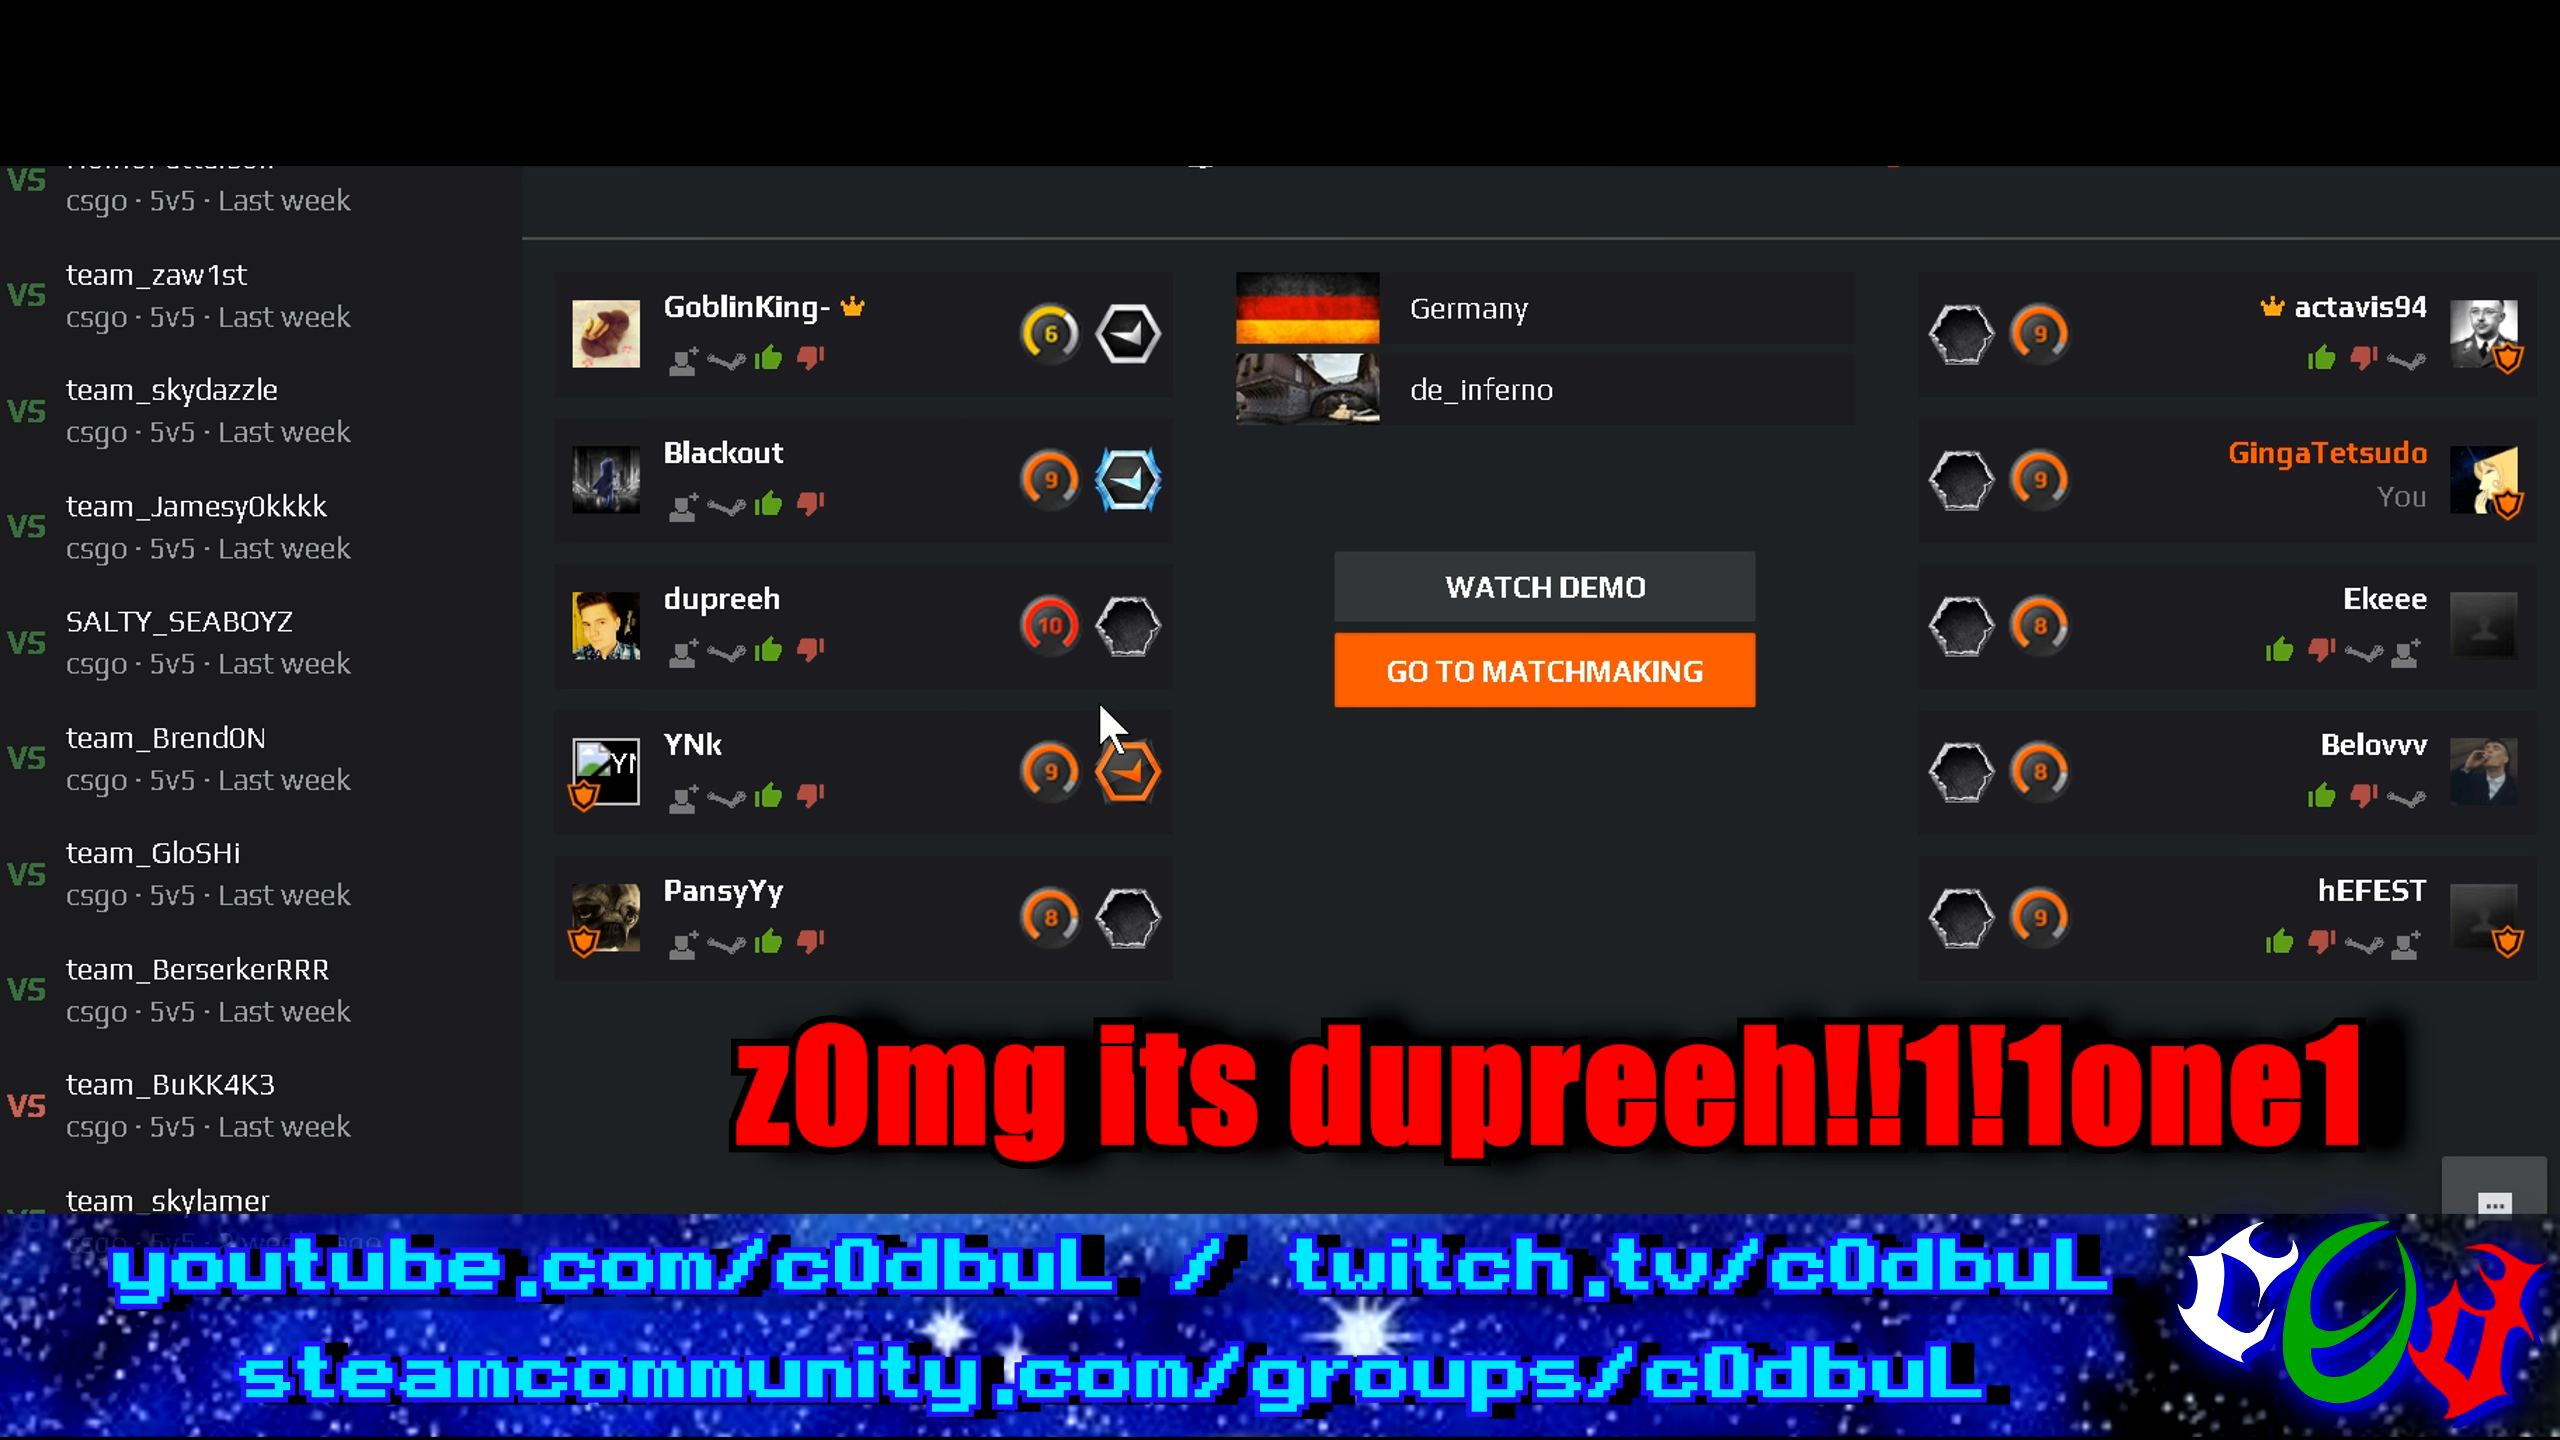 VS
csgo · 5v5 · Last week
VS
team_zaw1st
csgo · 5v5 · Last week
VS
team_skydazzle
csgo · 5v5 · Last week
VS
team_Jamesy0kkkk
csgo · 5v5 · Last week
VS
SALTY_SEABOYZ
csgo · 5v5 · Last week
VS
team_Brend0N
csgo · 5v5 · Last week
VS
team_GloSHi
csgo · 5v5 · Last week
VS
team_BerserkerRRR
csgo · 5v5 · Last week
VS
team_BuKK4K3
csgo · 5v5 · Last week
team_skylamer
GoblinKing-
6
Blackout
9
dupreeh
10
YNk
9
PansyYy
8
Germany
de_inferno
WATCH DEMO
GO TO MATCHMAKING
9
actavis94
9
GingaTetsudo
You
8
Ekeee
8
Belovvv
9
hEFEST
z0mg its dupreeh!!1!1one1
youtube.com/c0dbuL / twitch.tv/c0dbuL
steamcommunity.com/groups/c0dbuL
c0d